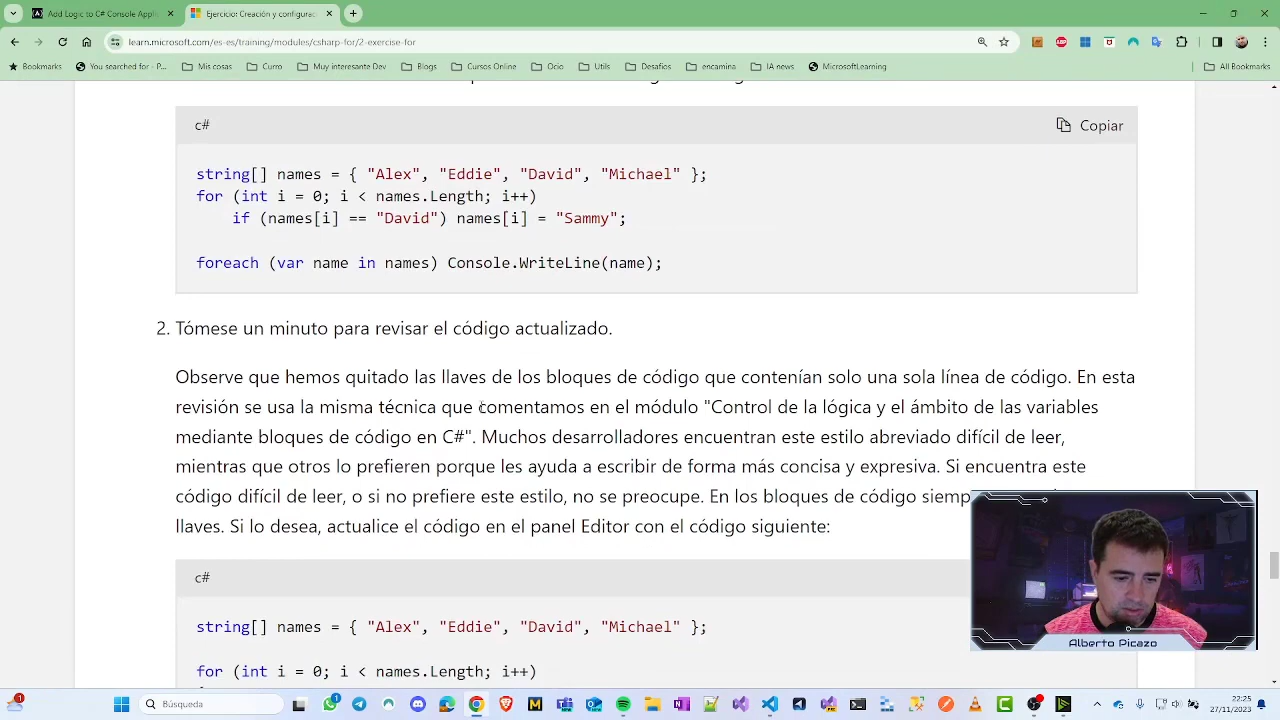 Add Logic to C# Console Appli
Ejercicio: Creación y configura
learn.microsoft.com/es-es/training/modules/csharp-for/2-exercise-for
Bookmarks
You searched for - P...
Mis cosas
Curro
Muy interesante Dev
Blogs
Cursos Online
Ocio
Utils
Desafios
encamina
IA news
MicrosoftLearning
All Bookmarks
c#
Copiar
string[] names = { "Alex", "Eddie", "David", "Michael" };
for (int i = 0; i < names.Length; i++)
if (names[i] == "David") names[i] = "Sammy";
foreach (var name in names) Console.WriteLine(name);
2. Tómese un minuto para revisar el código actualizado.
Observe que hemos quitado las llaves de los bloques de código que contenían solo una sola línea de código. En esta
revisión se usa la misma técnica que comentamos en el módulo "Control de la lógica y el ámbito de las variables
mediante bloques de código en C#". Muchos desarrolladores encuentran este estilo abreviado difícil de leer,
mientras que otros lo prefieren porque les ayuda a escribir de forma más concisa y expresiva. Si encuentra este
código difícil de leer, o si no prefiere este estilo, no se preocupe. En los bloques de código siemp
llaves. Si lo desea, actualice el código en el panel Editor con el código siguiente:
c#
string[] names = { "Alex", "Eddie", "David", "Michael" };
for (int i = 0; i < names.Length; i++)
Alberto Picazo
Búsqueda
22:25
27/11/2023